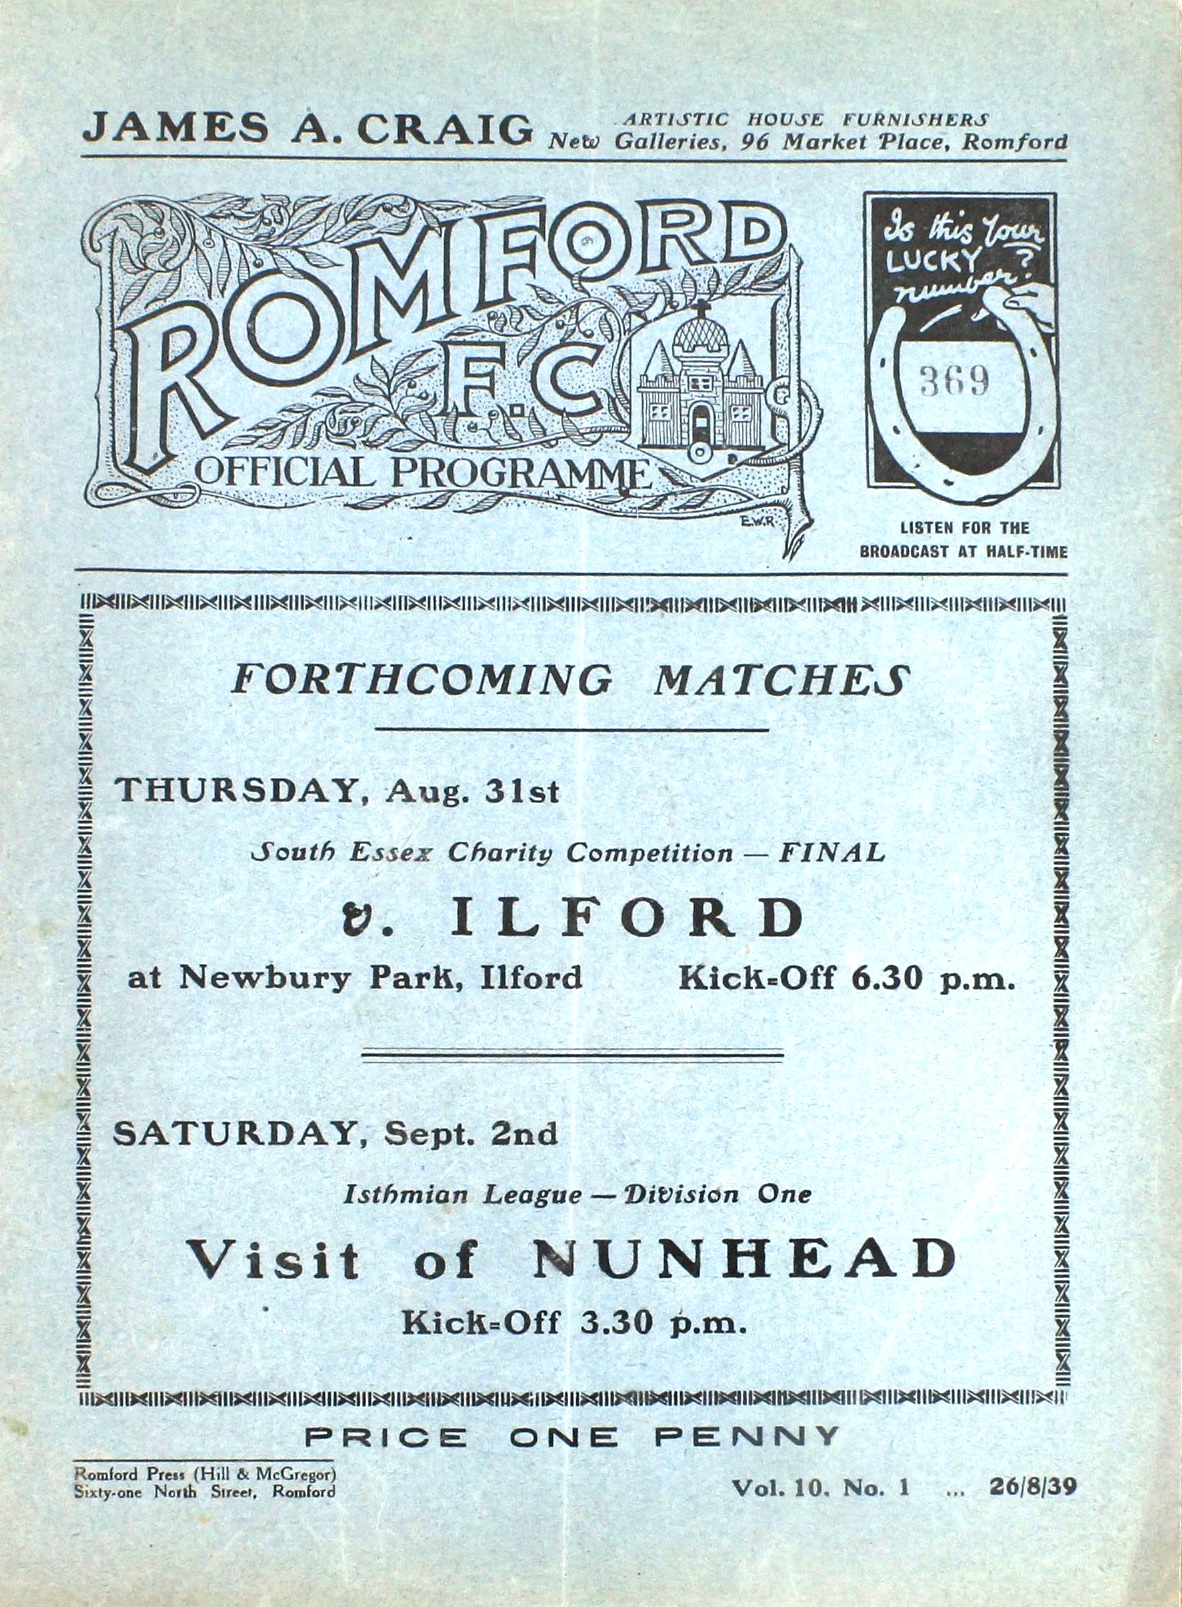 JAMES A. CRAIG
ARTISTIC HOUSE FURNISHERS
New Galleries, 96 Market Place, Romford
ROMFORD
F.C
OFFICIAL PROGRAMME
E.W.R.
Is this Your
LUCKY
number?
369
LISTEN FOR THE
BROADCAST AT HALF-TIME
FORTHCOMING MATCHES
THURSDAY, Aug. 31st
South Essex Charity Competition — FINAL
v. ILFORD
at Newbury Park, Ilford Kick-Off 6.30 p.m.
SATURDAY, Sept. 2nd
Isthmian League — Division One
Visit of NUNHEAD
Kick-Off 3.30 p.m.
PRICE ONE PENNY
Romford Press (Hill & McGregor)
Sixty-one North Street, Romford
Vol. 10, No. 1 ... 26/8/39